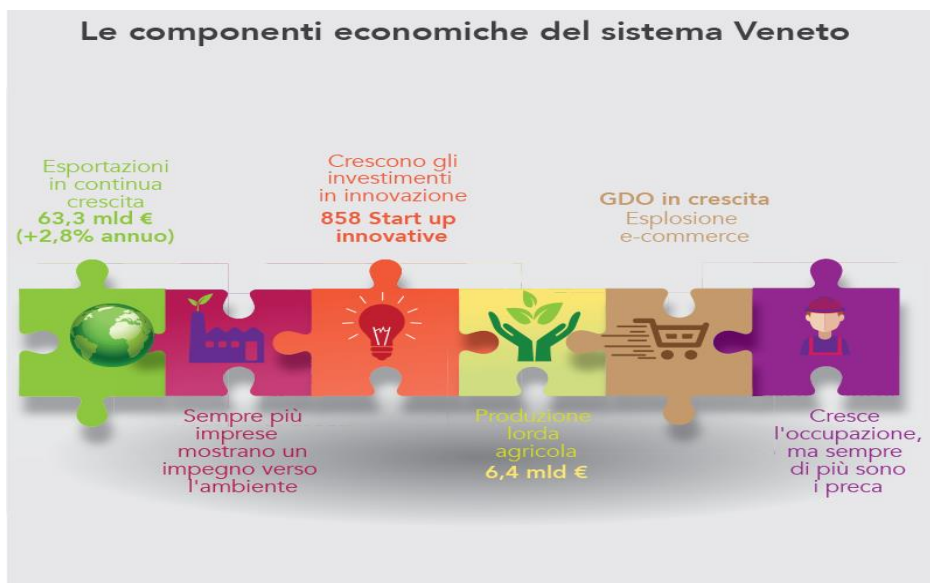 Le componenti economiche del sistema Veneto
Esportazioni
in continua
crescita
63,3 mld €
(+2,8% annuo)
Crescono gli
investimenti
in innovazione
858 Start up
innovative
GDO in crescita
Esplosione
e-commerce
Sempre più
imprese
mostrano un
impegno verso
l'ambiente
Produzione
lorda
agricola
6,4 mld €
Cresce
l'occupazione,
ma sempre
di più sono
i preca